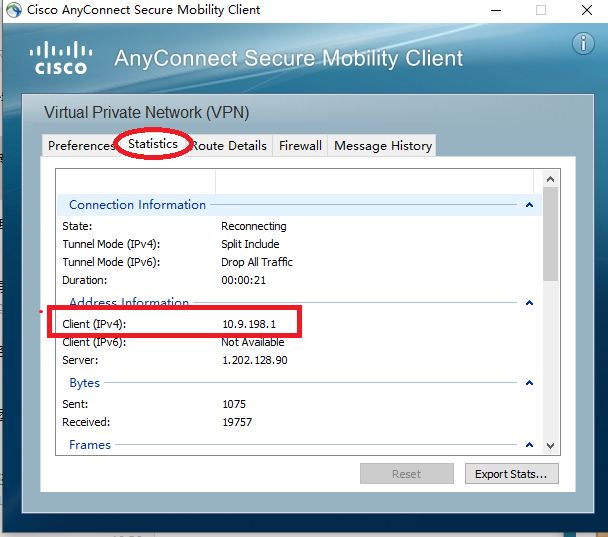 Cisco AnyConnect Secure Mobility Client
CISCO
AnyConnect Secure Mobility Client
Virtual Private Network (VPN)
Preferences Statistics Route Details Firewall Message History
Connection Information
State: Reconnecting
Tunnel Mode (IPv4): Split Include
Tunnel Mode (IPv6): Drop All Traffic
Duration: 00:00:21
Address Information
Client (IPv4): 10.9.198.1
Client (IPv6): Not Available
Server: 1.202.128.90
Bytes
Sent: 1075
Received: 19757
Frames
Reset Export Stats...